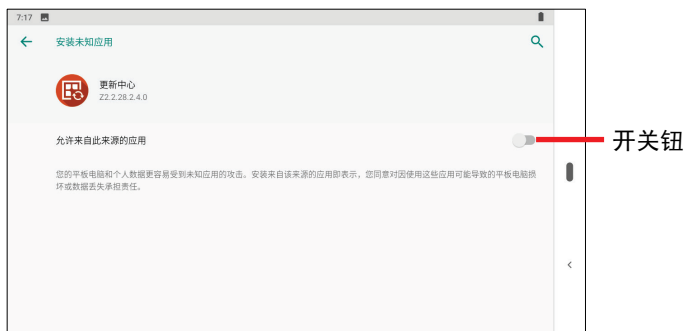 7:17
安装未知应用
更新中心
Z2.2.28.2.4.0
允许来自此来源的应用
开关钮
您的平板电脑和个人数据更容易受到未知应用的攻击。安装来自该来源的应用即表示，您同意对因使用这些应用可能导致的平板电脑损
坏或数据丢失承担责任。